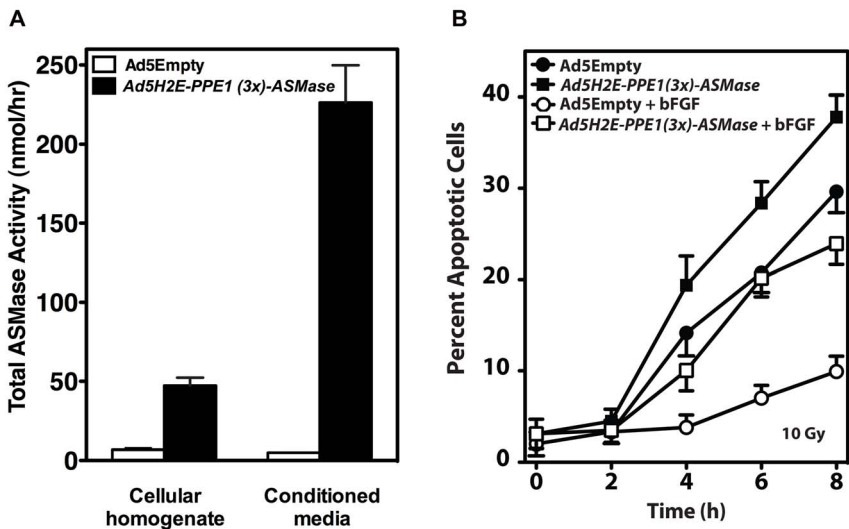 A
Total ASMase Activity (nmol/hr)
250
200
150
100
50
0
Ad5Empty
Ad5H2E-PPE1 (3x)-ASMase
Cellular
homogenate
Conditioned
media
B
Percent Apoptotic Cells
40
30
20
10
0
Ad5Empty
Ad5H2E-PPE1(3x)-ASMase
Ad5Empty + bFGF
Ad5H2E-PPE1(3x)-ASMase + bFGF
10 Gy
0 2 4 6 8
Time (h)